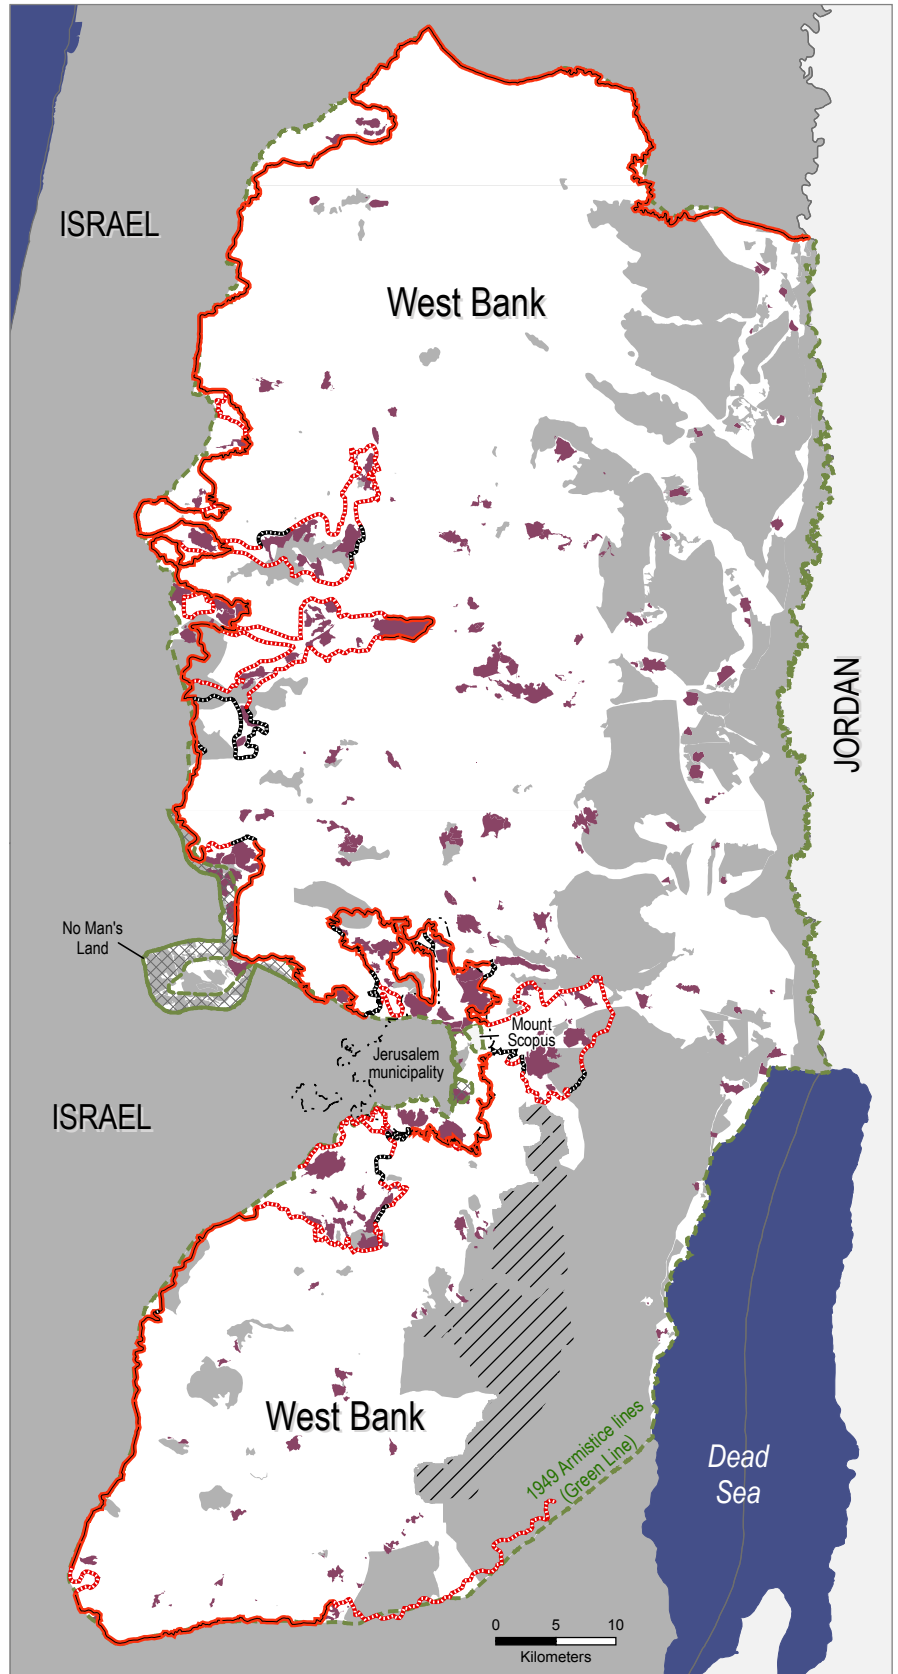 ISRAEL
West Bank
JORDAN
No Man's
Land
Mount
Scopus
Jerusalem
municipality
ISRAEL
West Bank
1949 Armistice lines
(Green Line)
Dead
Sea
0 5 10
Kilometers